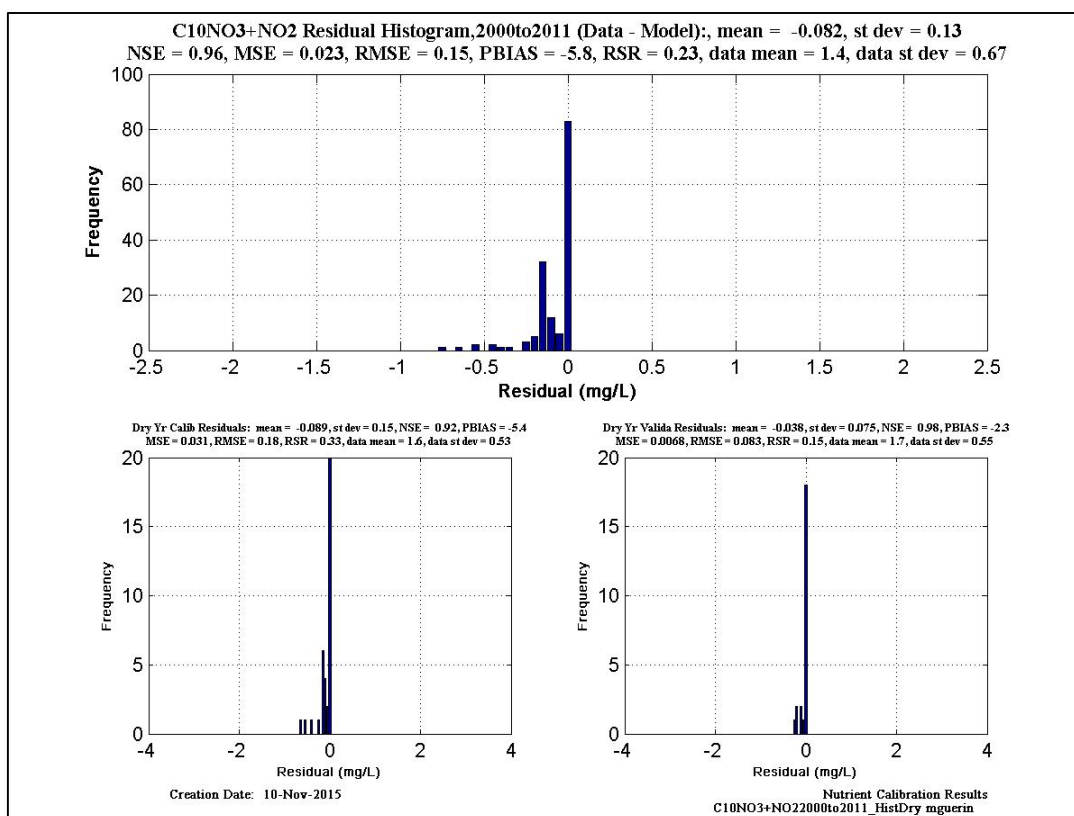 C10NO3+NO2 Residual Histogram,2000to2011 (Data - Model):, mean = -0.082, st dev = 0.13
NSE = 0.96, MSE = 0.023, RMSE = 0.15, PBIAS = -5.8, RSR = 0.23, data mean = 1.4, data st dev = 0.67
100
80
60
40
20
0
Frequency
-2.5 -2 -1.5 -1 -0.5 0 0.5 1 1.5 2 2.5
Residual (mg/L)
Dry Yr Calib Residuals: mean = -0.089, st dev = 0.15, NSE = 0.92, PBIAS = -5.4
MSE = 0.031, RMSE = 0.18, RSR = 0.33, data mean = 1.6, data st dev = 0.53
20
15
10
5
0
Frequency
-4 -2 0 2 4
Residual (mg/L)
Dry Yr Valida Residuals: mean = -0.038, st dev = 0.075, NSE = 0.98, PBIAS = -2.3
MSE = 0.0068, RMSE = 0.083, RSR = 0.15, data mean = 1.7, data st dev = 0.55
20
15
10
5
0
Frequency
-4 -2 0 2 4
Residual (mg/L)
Creation Date: 10-Nov-2015
Nutrient Calibration Results
C10NO3+NO22000to2011_HistDry mguerin